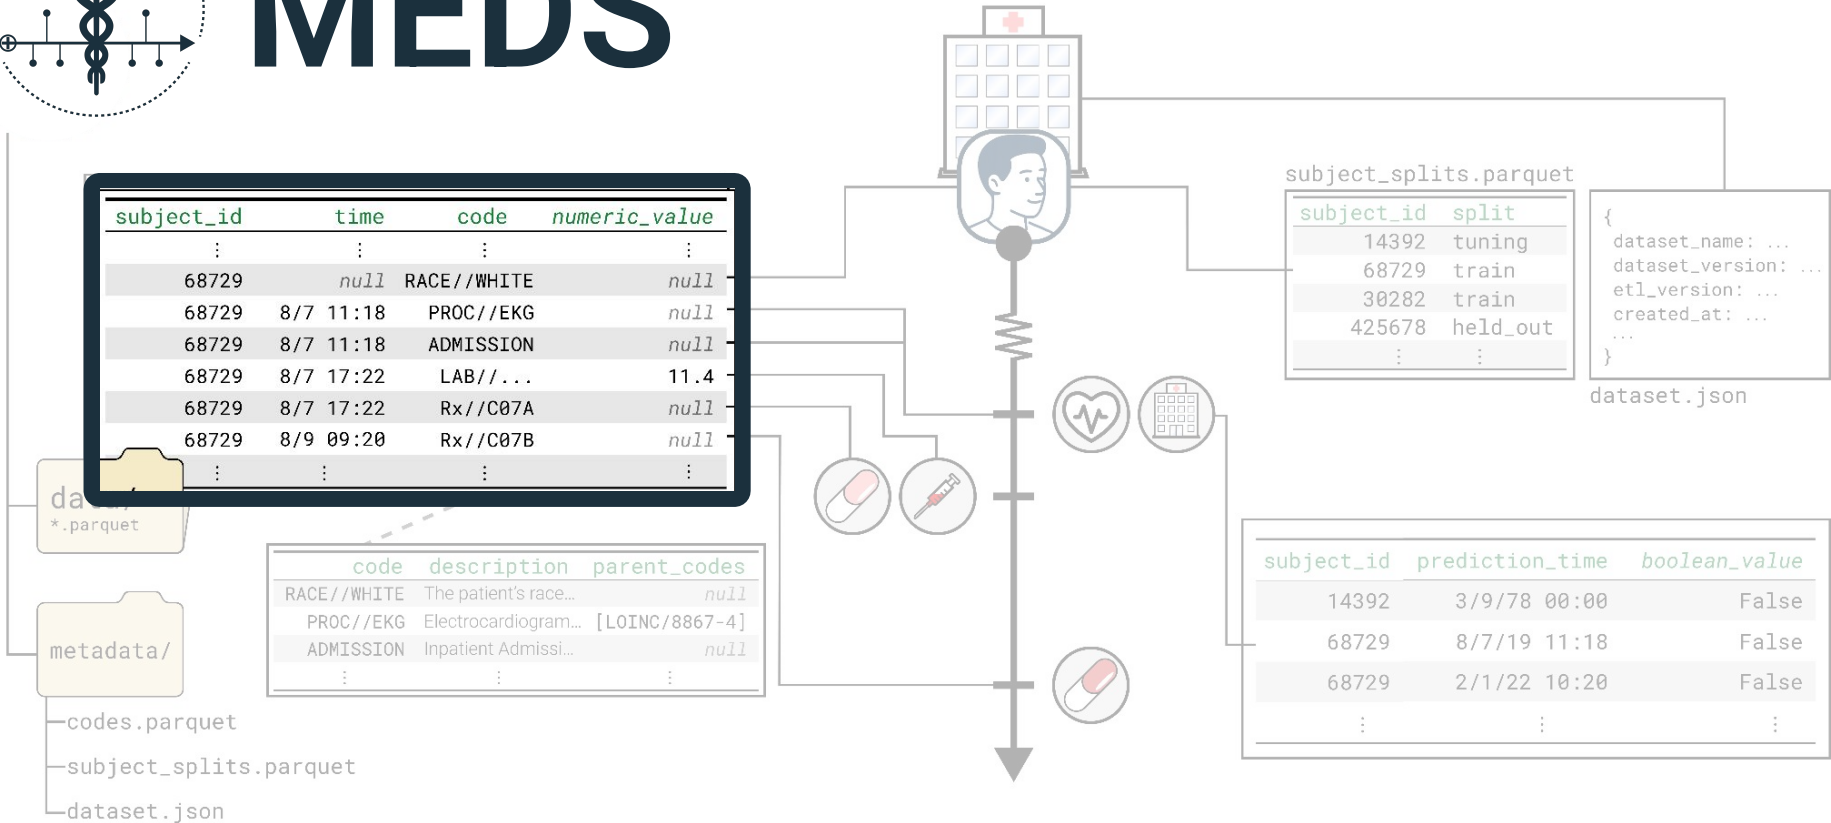 MEDS
subject_id time code numeric_value
⋮ ⋮ ⋮ ⋮
68729 null RACE//WHITE null
68729 8/7 11:18 PROC//EKG null
68729 8/7 11:18 ADMISSION null
68729 8/7 17:22 LAB//... 11.4
68729 8/7 17:22 Rx//C07A null
68729 8/9 09:20 Rx//C07B null
⋮ ⋮ ⋮ ⋮
*.parquet
metadata/
codes.parquet
subject_splits.parquet
dataset.json
code description parent_codes
RACE//WHITE The patient's race... null
PROC//EKG Electrocardiogram... [LOINC/8867-4]
ADMISSION Inpatient Admissi... null
⋮ ⋮ ⋮
subject_splits.parquet
subject_id split
14392 tuning
68729 train
30282 train
425678 held_out
⋮ ⋮
{
dataset_name: ...
dataset_version: ...
etl_version: ...
created_at: ...
...
}
dataset.json
subject_id prediction_time boolean_value
14392 3/9/78 00:00 False
68729 8/7/19 11:18 False
68729 2/1/22 10:20 False
⋮ ⋮ ⋮